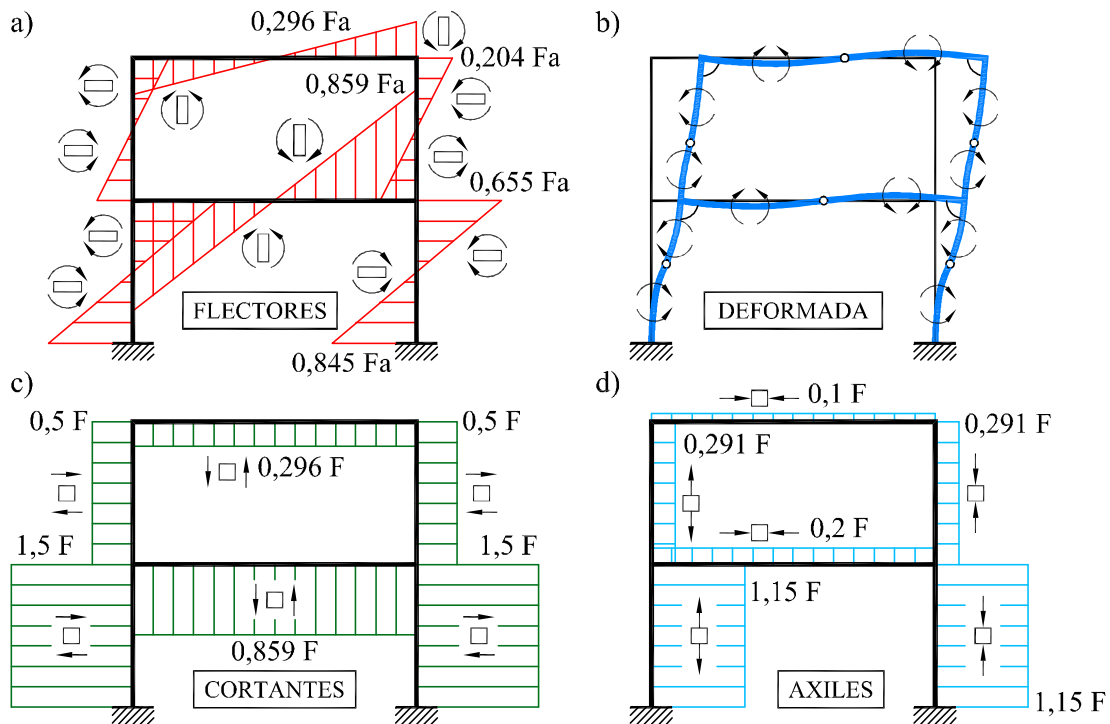 a)
0,296 Fa
0,204 Fa
0,859 Fa
0,655 Fa
FLECTORES
0,845 Fa
b)
DEFORMADA
c)
0,5 F
0,5 F
0,296 F
1,5 F
1,5 F
0,859 F
CORTANTES
d)
0,1 F
0,291 F
0,291 F
0,2 F
1,15 F
AXILES
1,15 F